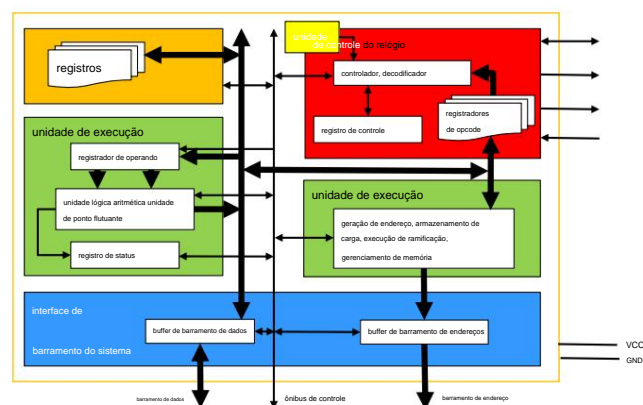 unidade
do controle do relógio
registros
controlador, decodificador
registro de controle
registradores
de opcode
unidade de execução
registrador de operando
unidade lógica aritmética unidade
de ponto flutuante
registro de status
unidade de execução
geração de endereço, armazenamento de
carga, execução de ramificação,
gerenciamento de memória
interface de
barramento do sistema
buffer de barramento de dados
buffer de barramento de endereços
VCC
GND
barramento de dados
ônibus de controle
barramento de endereço